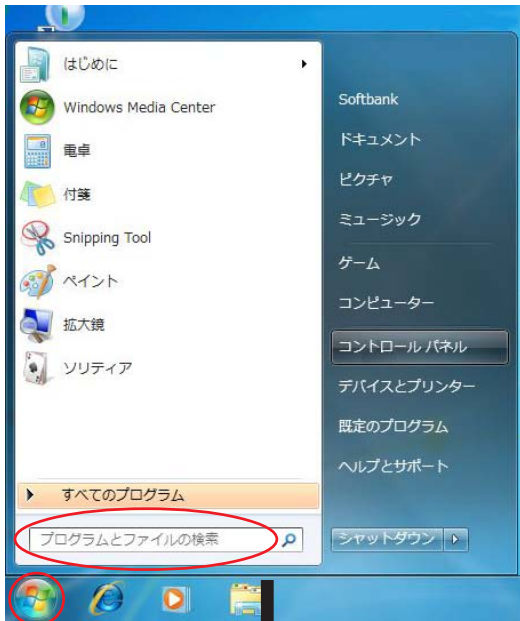 はじめに
Windows Media Center
電卓
付箋
Snipping Tool
ペイント
拡大鏡
ソリティア
すべてのプログラム
プログラムとファイルの検索
Softbank
ドキュメント
ピクチャ
ミュージック
ゲーム
コンピューター
コントロール パネル
デバイスとプリンター
既定のプログラム
ヘルプとサポート
シャットダウン